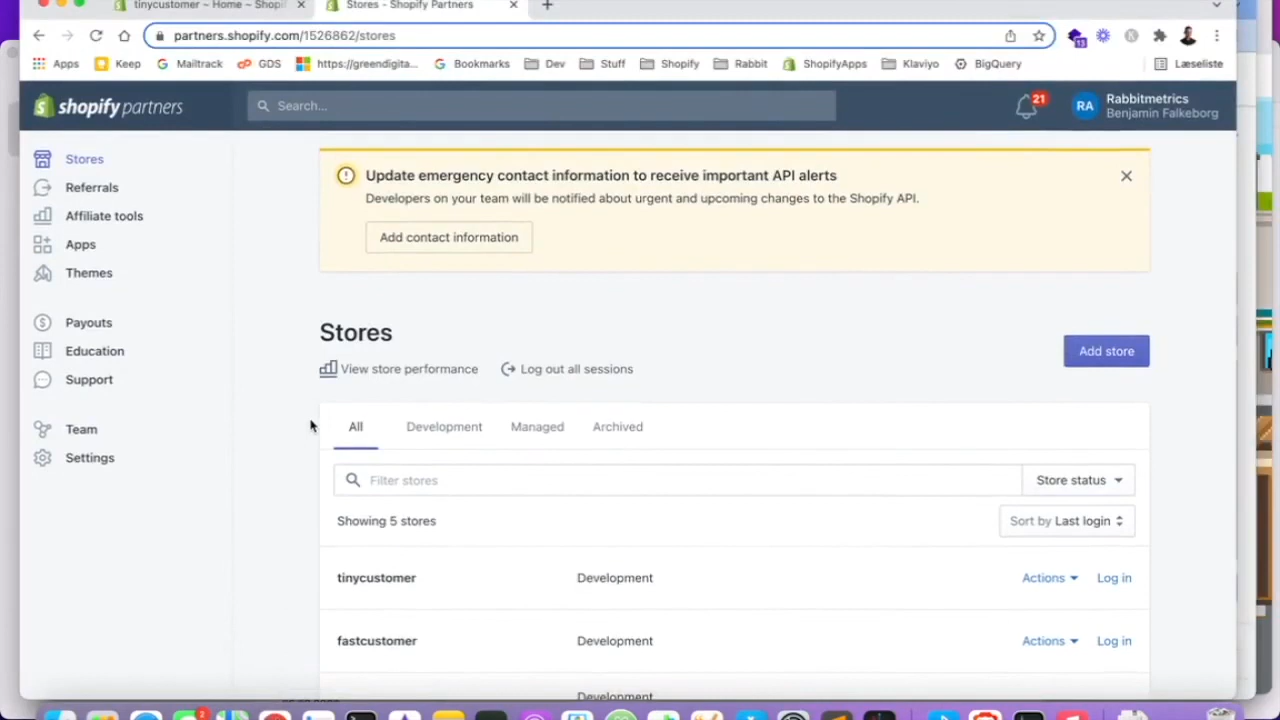 tinycustomer ~ Home ~ Shopif
Stores - Shopify Partners
partners.shopify.com/1526862/stores
13
Apps
Keep
Mailtrack
GDS
https://greendigita...
Bookmarks
Dev
Stuff
Shopify
Rabbit
ShopifyApps
Klaviyo
BigQuery
Læseliste
shopify partners
Search...
21
RA
Rabbitmetrics
Benjamin Falkeborg
Stores
Referrals
Affiliate tools
Apps
Themes
Payouts
Education
Support
Team
Settings
Update emergency contact information to receive important API alerts
Developers on your team will be notified about urgent and upcoming changes to the Shopify API.
Add contact information
Stores
View store performance
Log out all sessions
Add store
All
Development
Managed
Archived
Filter stores
Store status
Showing 5 stores
Sort by Last login
tinycustomer
Development
Actions
Log in
fastcustomer
Development
Actions
Log in
Development
2